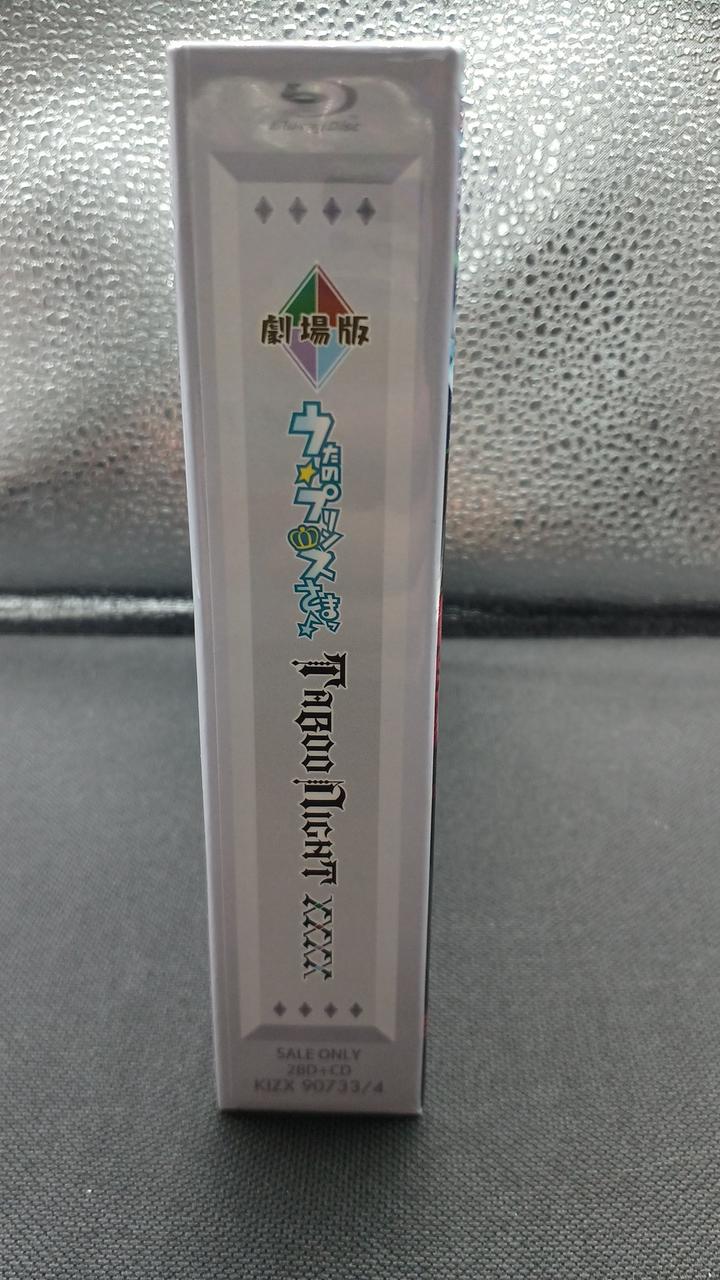 Blu-ray Disc
劇場版
うたの☆プリンスさまっ♪
TABOO NIGHT XXXX
SALE ONLY
2BD+CD
KIZX 90733/4